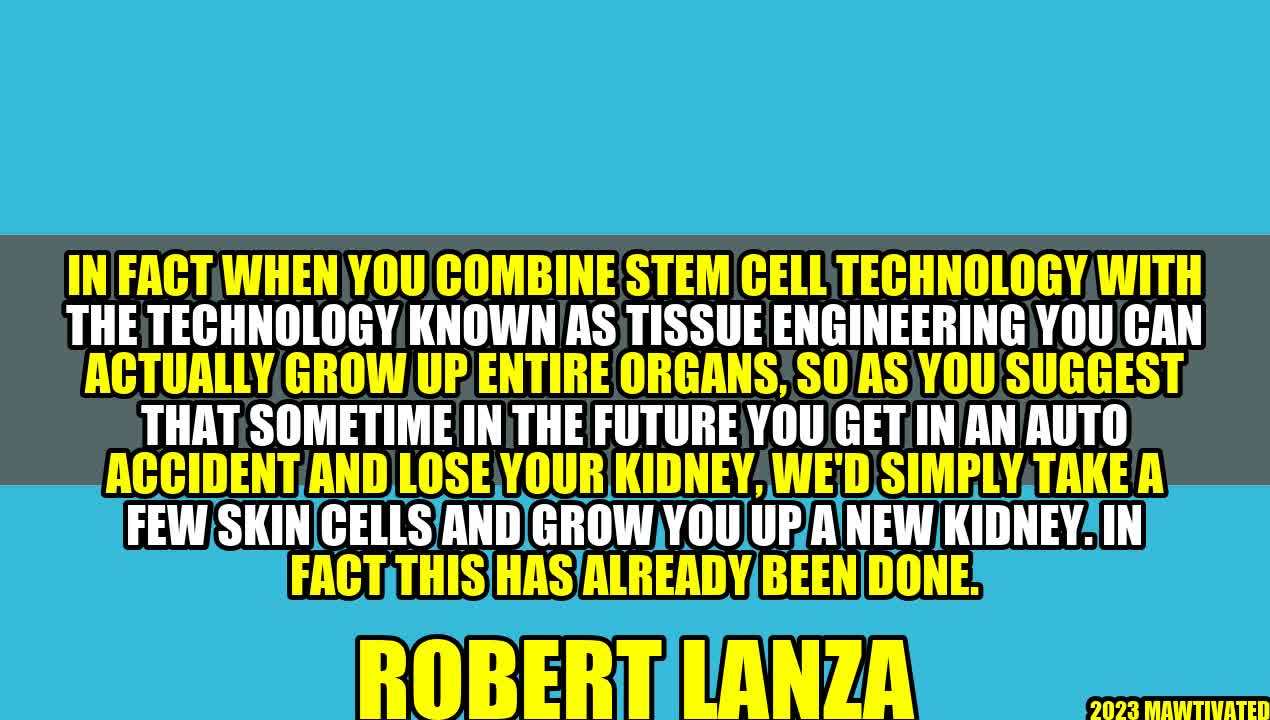 IN FACT WHEN YOU COMBINE STEM CELL TECHNOLOGY WITH
THE TECHNOLOGY KNOWN AS TISSUE ENGINEERING YOU CAN
ACTUALLY GROW UP ENTIRE ORGANS, SO AS YOU SUGGEST
THAT SOMETIME IN THE FUTURE YOU GET IN AN AUTO
ACCIDENT AND LOSE YOUR KIDNEY, WE'D SIMPLY TAKE A
FEW SKIN CELLS AND GROW YOU UP A NEW KIDNEY. IN
FACT THIS HAS ALREADY BEEN DONE.
ROBERT LANZA
2023 MAWTIVATED